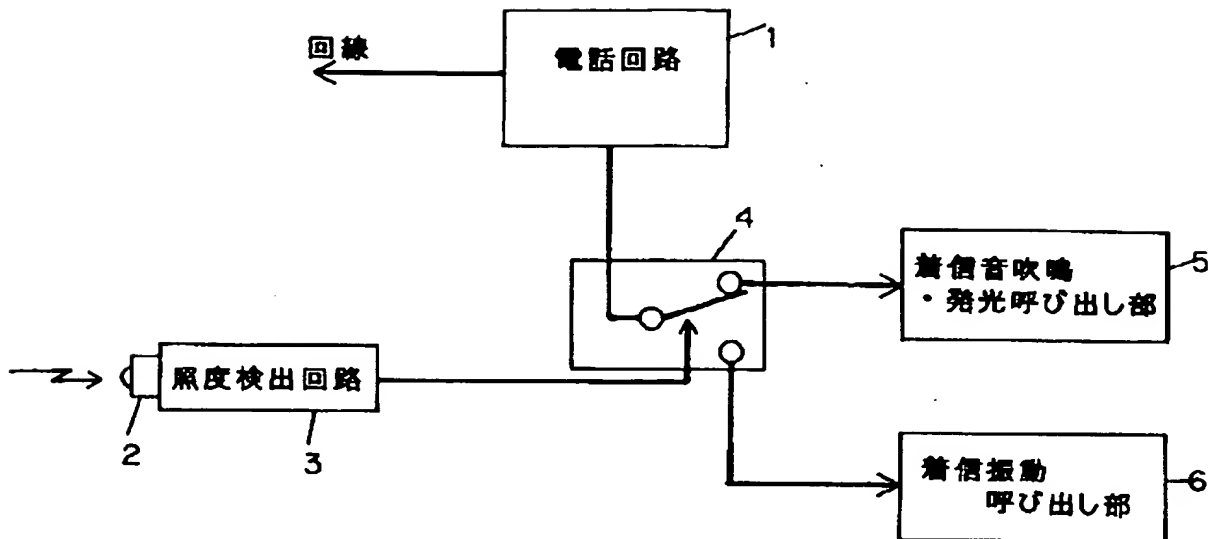 回線
電話回路
1
4
着信音吹鳴
・発光呼び出し部
5
照度検出回路
2
3
着信振動
呼び出し部
6